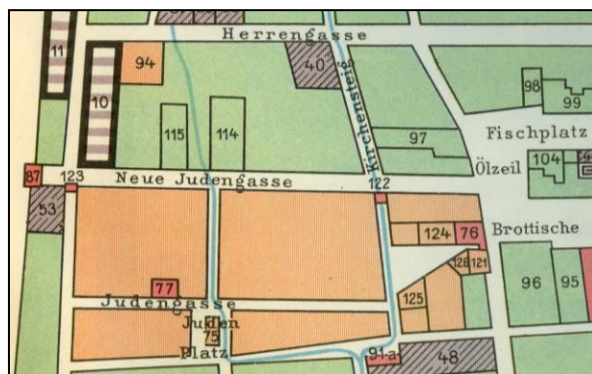 Herrengasse
11
94
40
10
98
99
115
114
Kirchensteig
97
Fischplatz
104
Ölzeil
87
123
Neue Judengasse
122
53
124
76
Brottische
126
121
96
95
77
125
Judengasse
Juden
75
Platz
91a
48